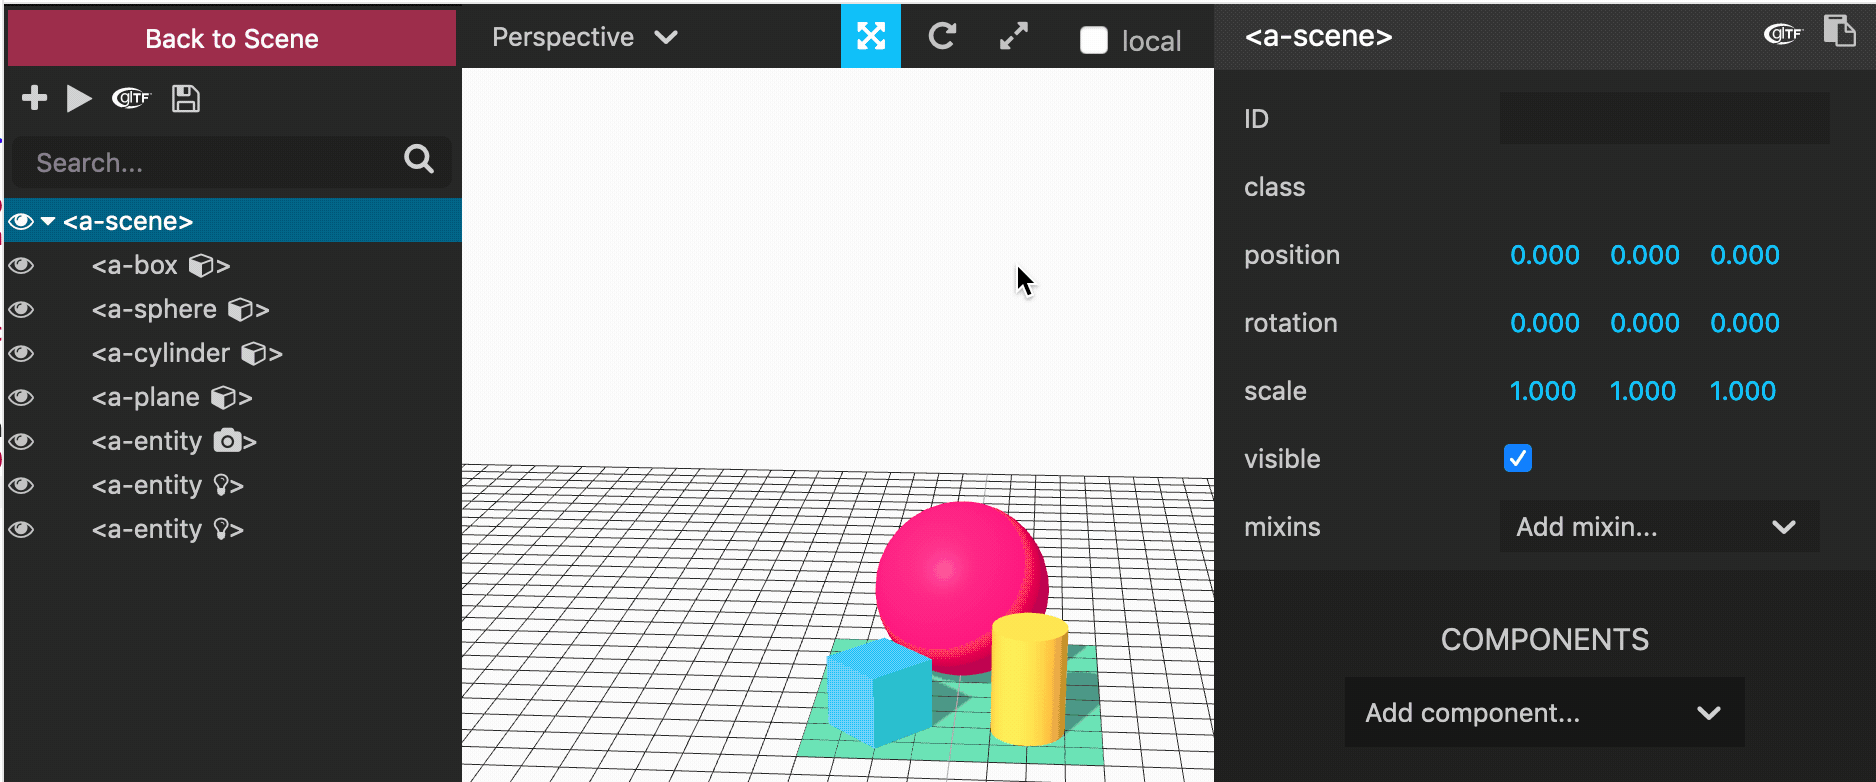 Back to Scene
glTF
Search...
<a-scene>
<a-box >
<a-sphere >
<a-cylinder >
<a-plane >
<a-entity >
<a-entity >
<a-entity >
Perspective
local
<a-scene>
glTF
ID
class
position 0.000 0.000 0.000
rotation 0.000 0.000 0.000
scale 1.000 1.000 1.000
visible
mixins Add mixin...
COMPONENTS
Add component...